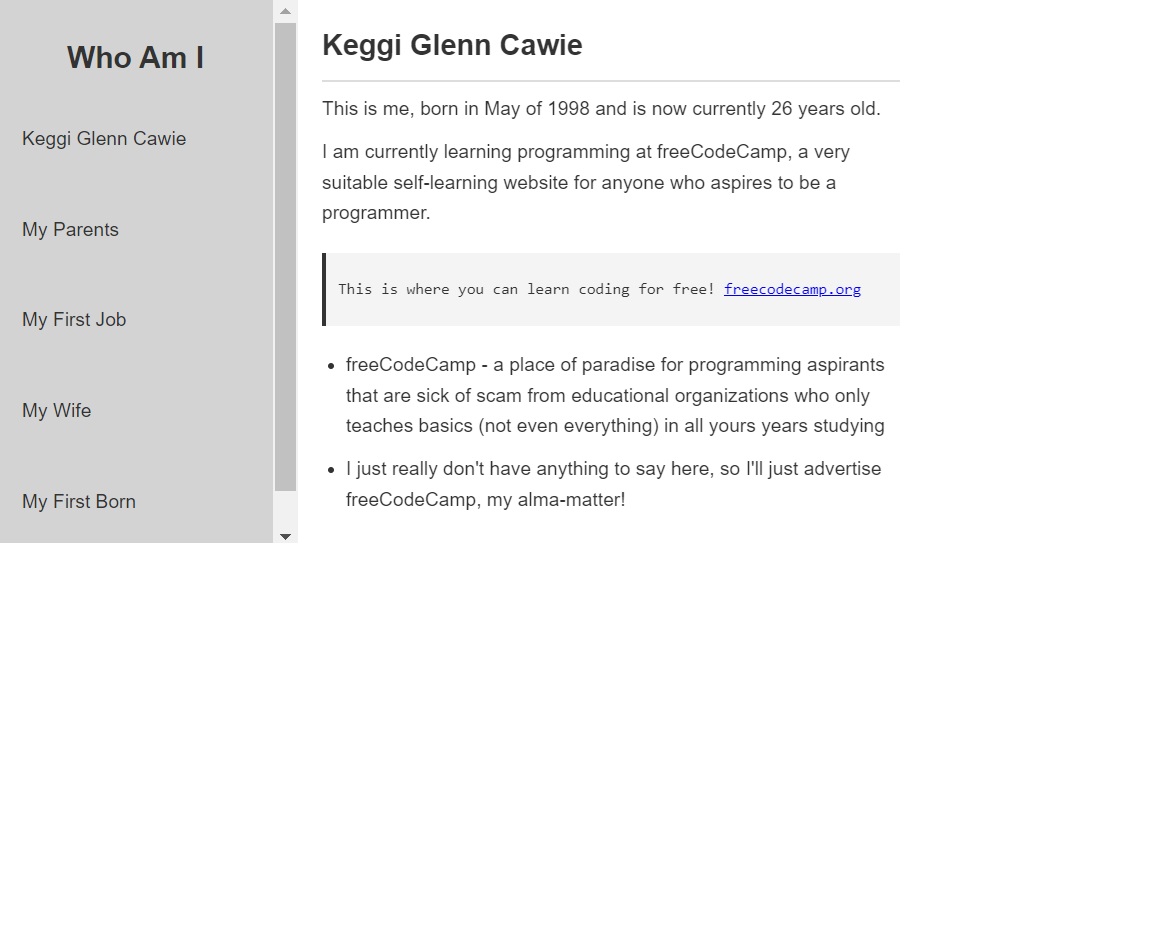 Who Am I
Keggi Glenn Cawie
My Parents
My First Job
My Wife
My First Born
Keggi Glenn Cawie
This is me, born in May of 1998 and is now currently 26 years old.
I am currently learning programming at freeCodeCamp, a very
suitable self-learning website for anyone who aspires to be a
programmer.
This is where you can learn coding for free! freecodecamp.org
• freeCodeCamp - a place of paradise for programming aspirants
that are sick of scam from educational organizations who only
teaches basics (not even everything) in all yours years studying
• I just really don't have anything to say here, so I'll just advertise
freeCodeCamp, my alma-matter!